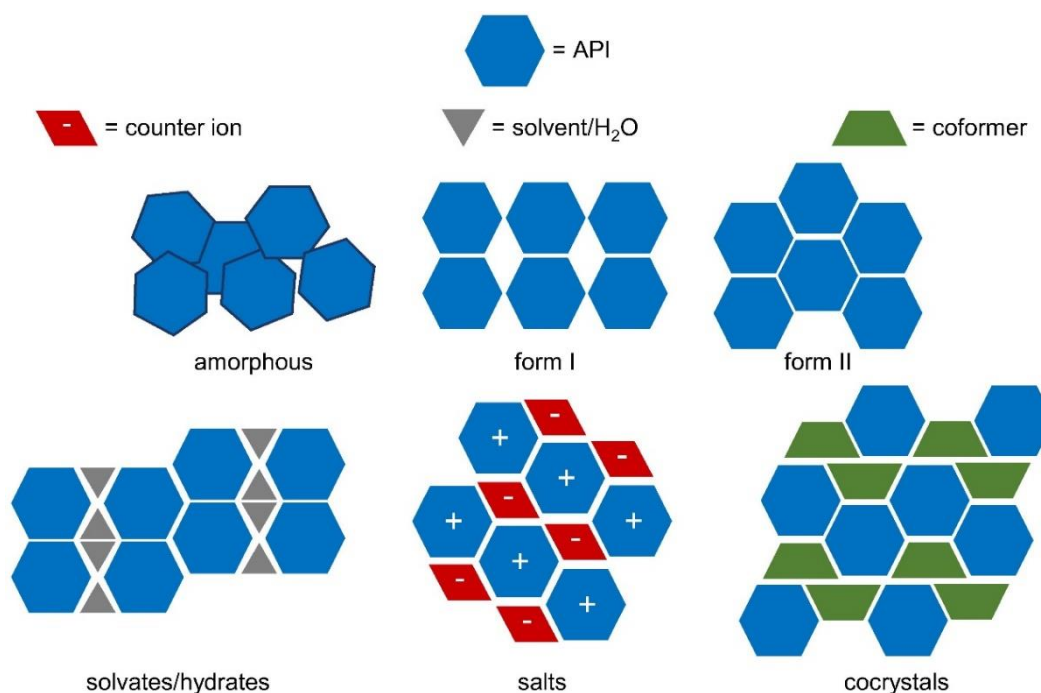 = API
- = counter ion
= solvent/H₂O
= coformer
amorphous
form I
form II
- + - + - + - + - + - +
solvates/hydrates
salts
cocrystals